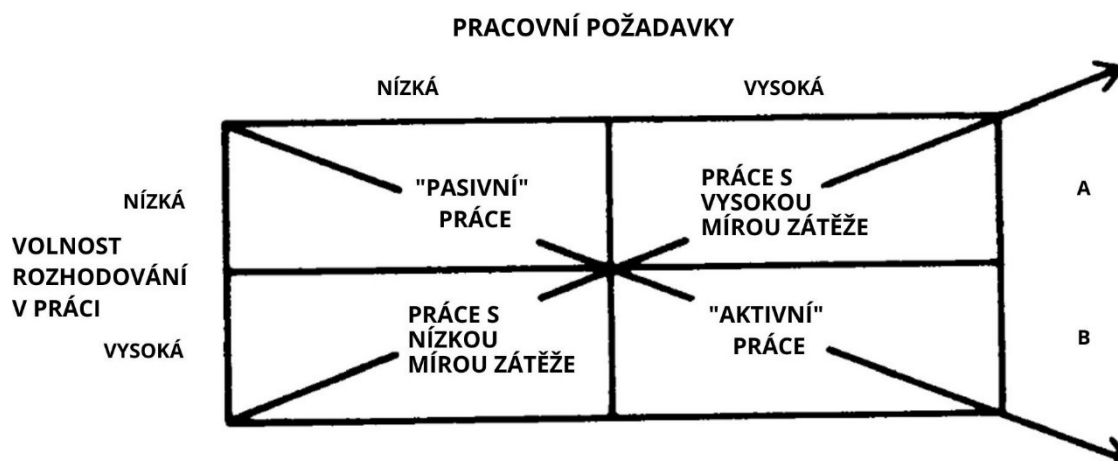 PRACOVNÍ POŽADAVKY
NÍZKÁ
VYSOKÁ
NÍZKÁ
"PASIVNÍ"
PRÁCE
PRÁCE S
VYSOKOU
MÍROU ZÁTĚŽE
A
VOLNOST
ROZHODOVÁNÍ
V PRÁCI
VYSOKÁ
PRÁCE S
NÍZKOU
MÍROU ZÁTĚŽE
"AKTIVNÍ"
PRÁCE
B